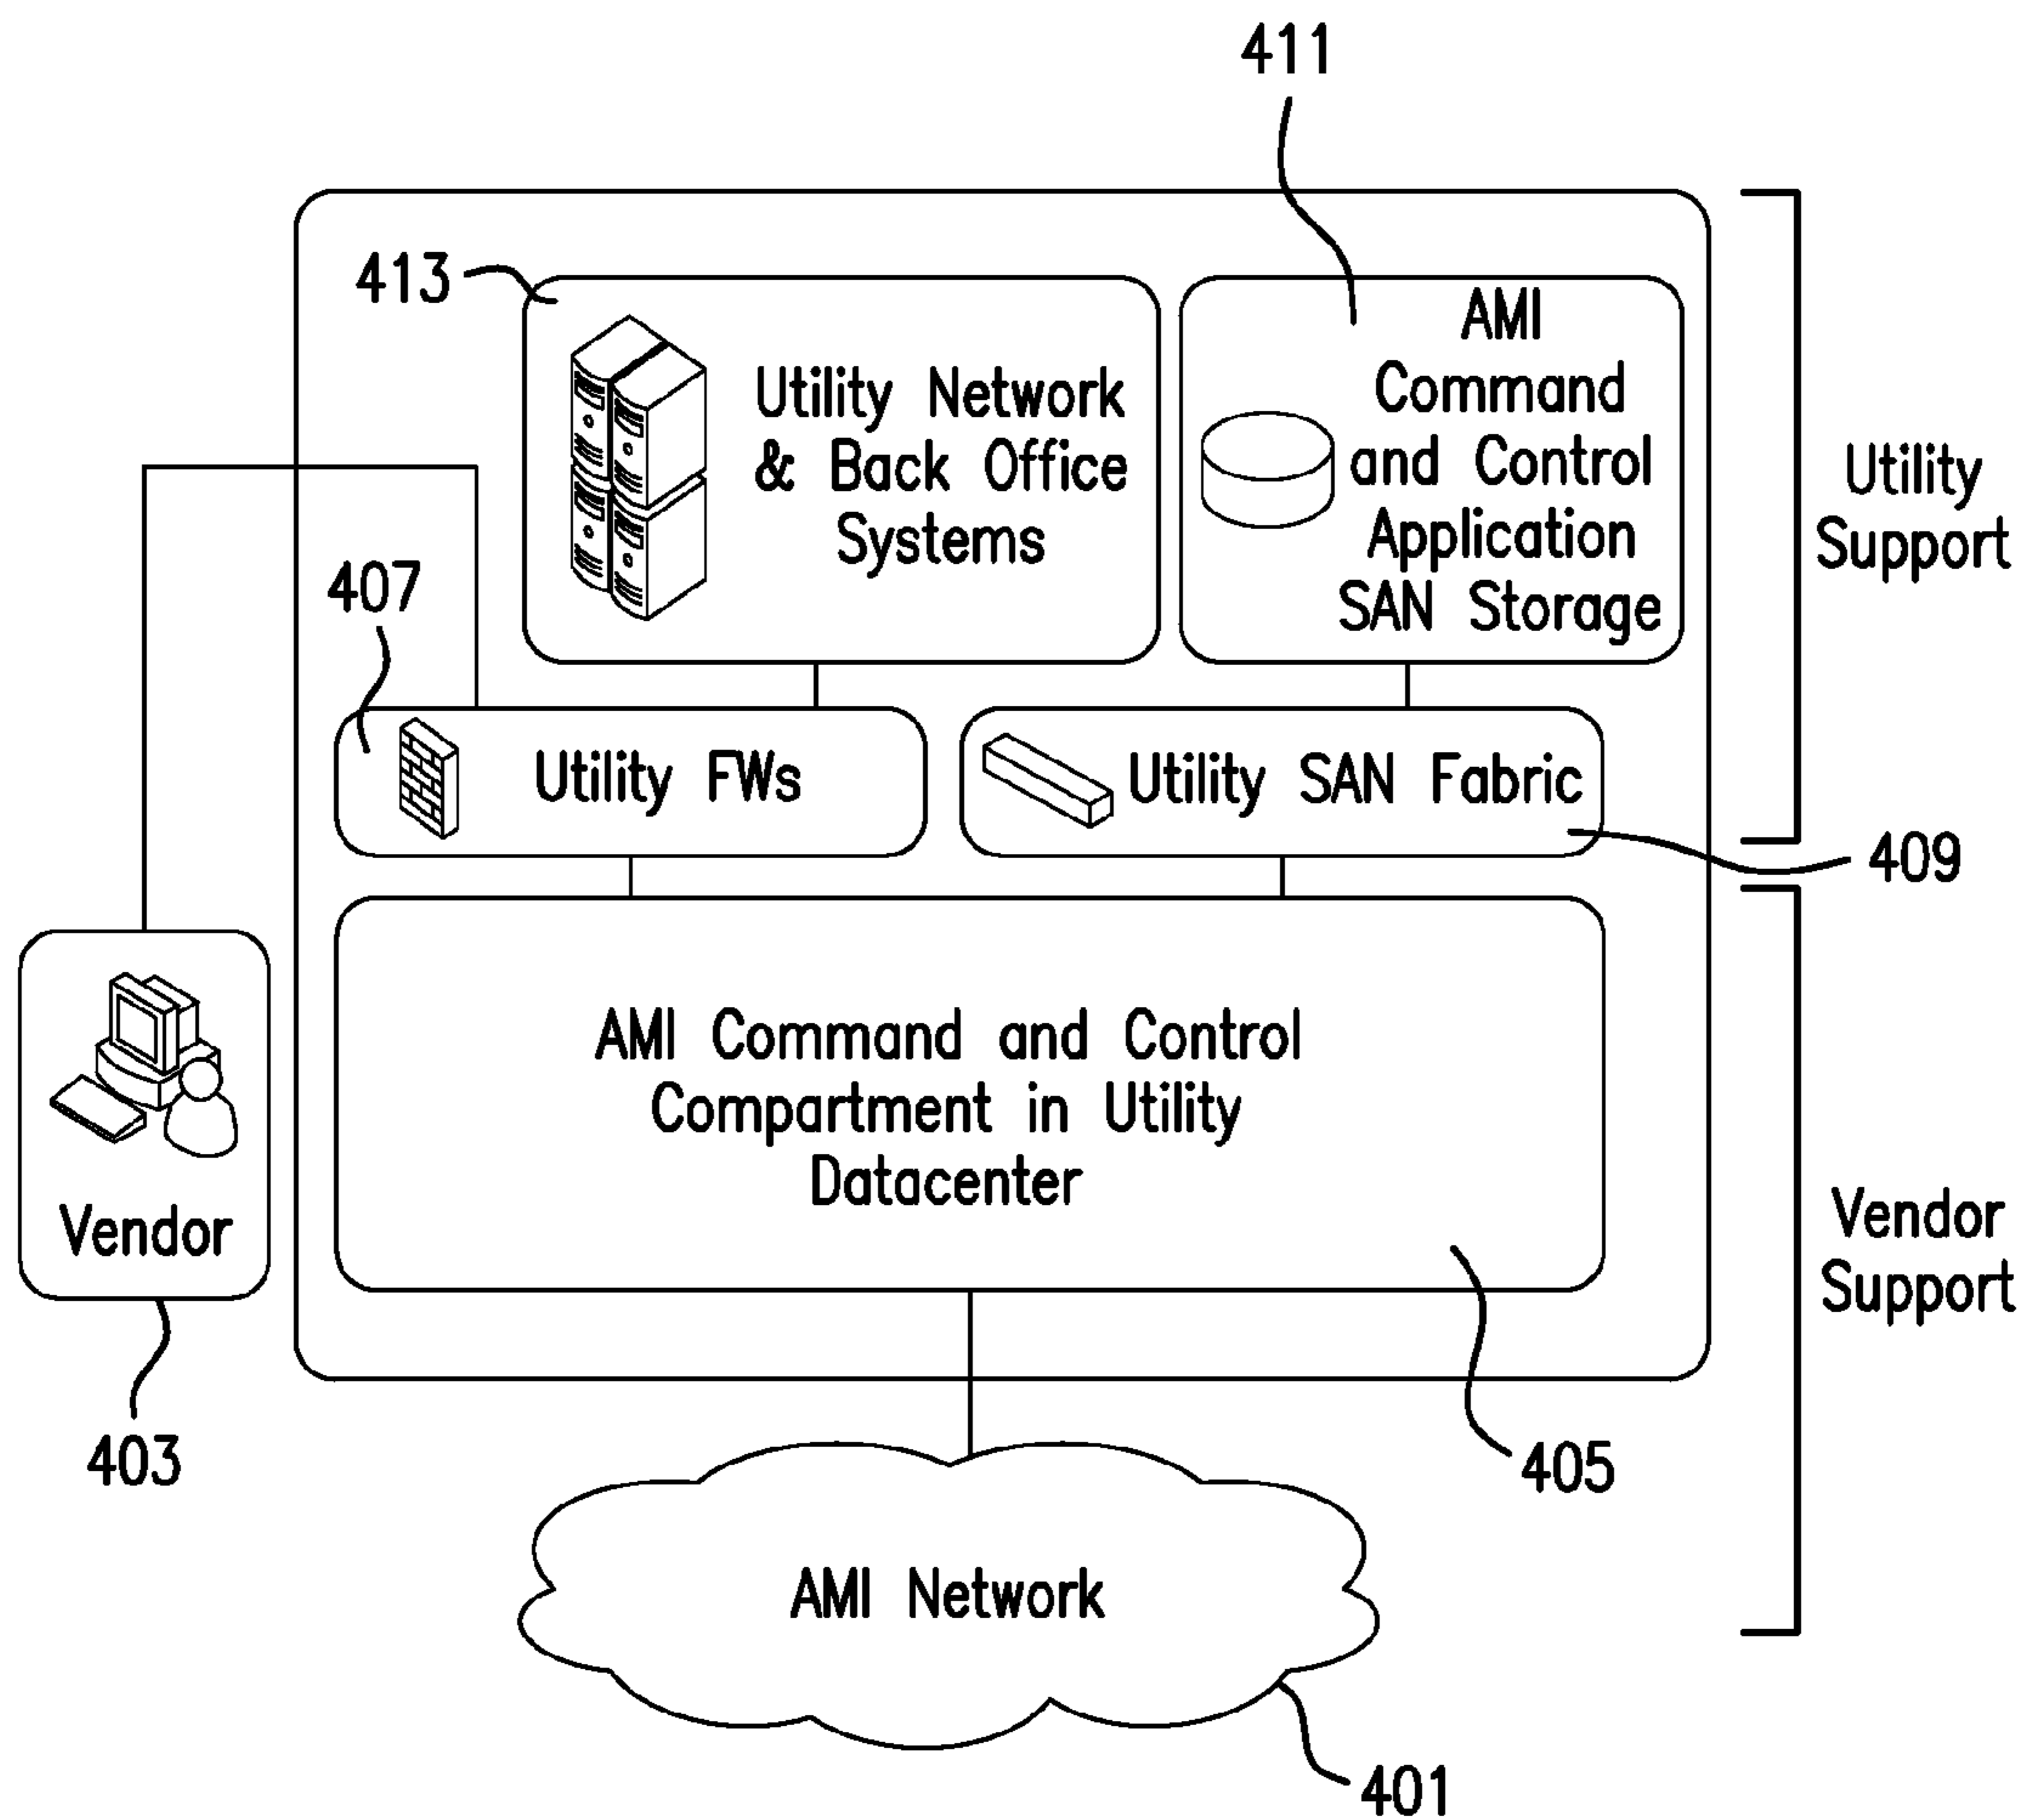 411
413
Utility Network
& Back Office
Systems
AMI
Command
and Control
Application
SAN Storage
Utility
Support
407
Utility FWs
Utility SAN Fabric
409
AMI Command and Control
Compartment in Utility
Datacenter
Vendor
Vendor
Support
403
405
AMI Network
401